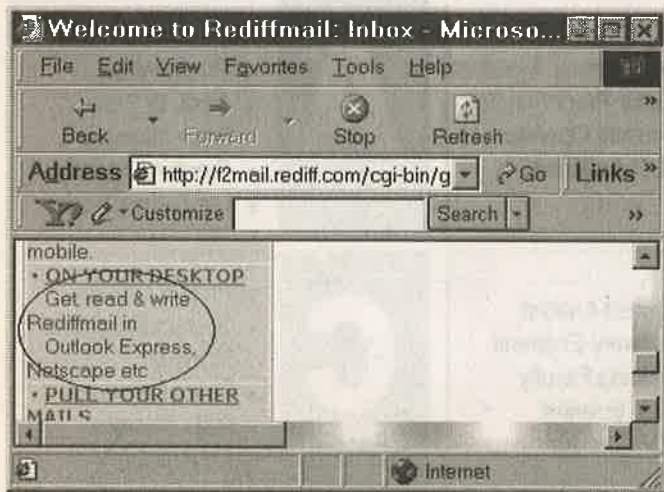 Welcome to Rediffmail: Inbox - Microso...
File Edit View Favorites Tools Help
Back Forward Stop Refresh »
Address http://f2mail.rediff.com/cgi-bin/g Go Links »
Y? Customize Search »
mobile.
• ON YOUR DESKTOP
Get, read & write
Rediffmail in
Outlook Express,
Netscape etc
• PULL YOUR OTHER
MAILS
Internet